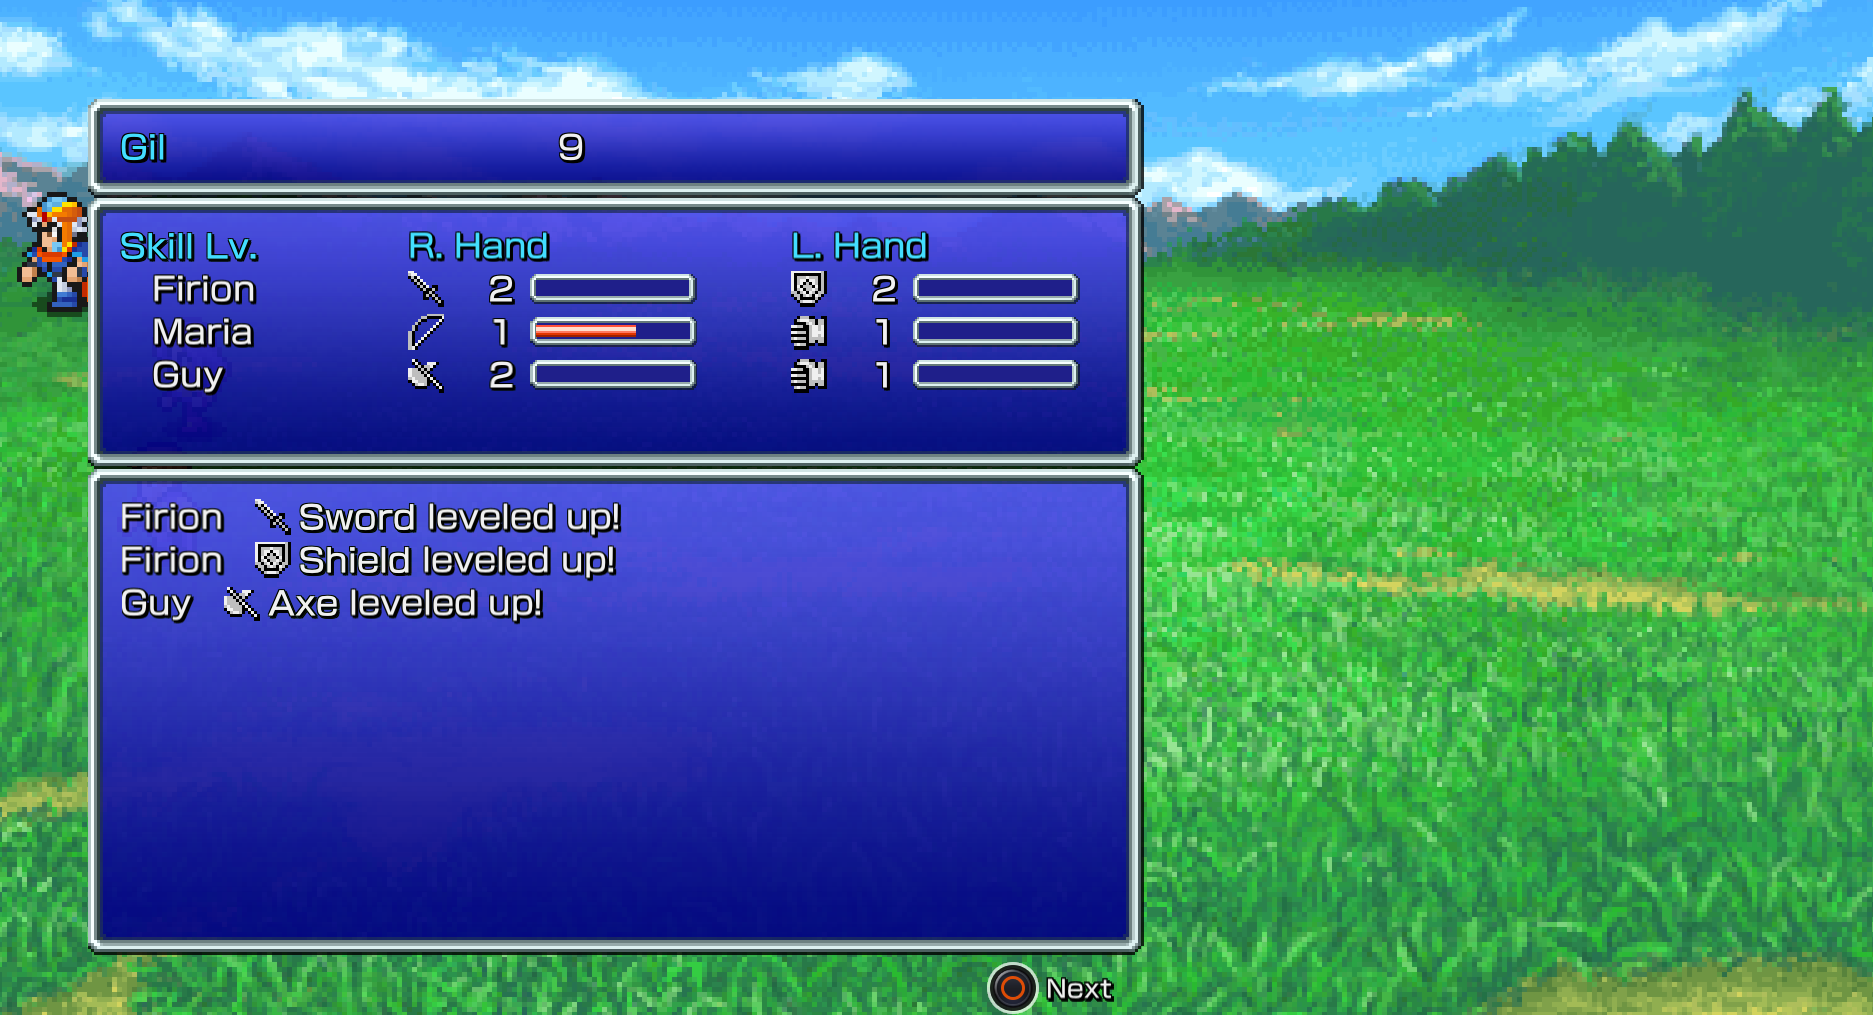 Gil 9
Skill Lv. R. Hand L. Hand
Firion 2 2
Maria 1 1
Guy 2 1
Firion Sword leveled up!
Firion Shield leveled up!
Guy Axe leveled up!
Next